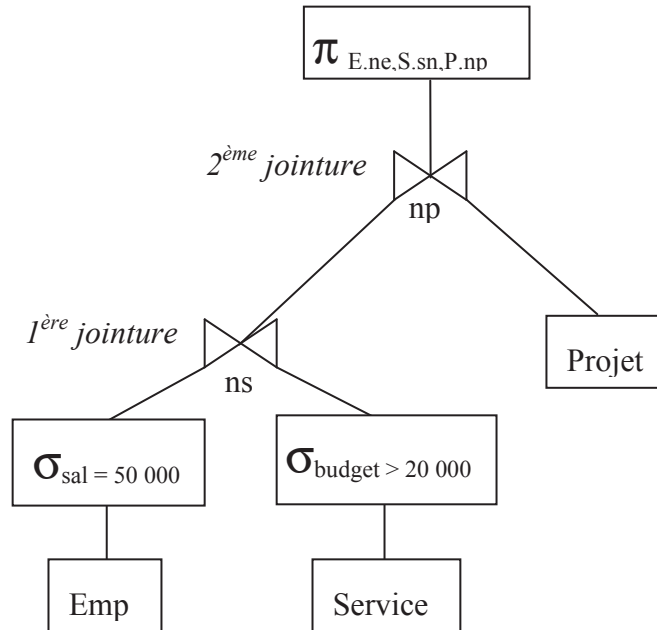 π E.ne,S.sn,P.np
2ème jointure
np
1ère jointure
Projet
ns
σsal = 50 000
σbudget > 20 000
Emp
Service